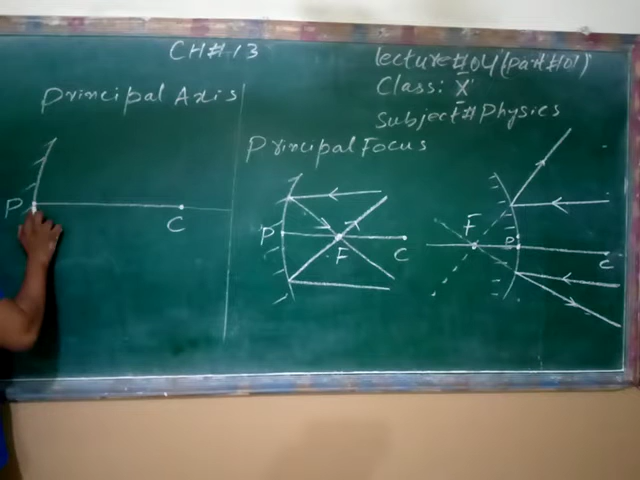 CH#13
lecture#04(part#01)
Class: X
Subject# Physics
Principal Axis
P
C
Principal Focus
P
F
C
F
P
C